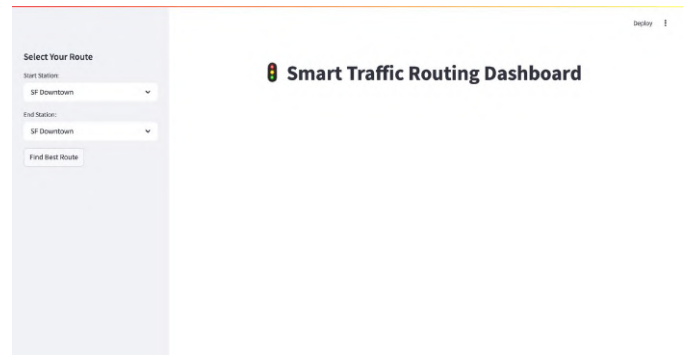 Deploy
Select Your Route
Start Station:
SF Downtown
End Station:
SF Downtown
Find Best Route
Smart Traffic Routing Dashboard